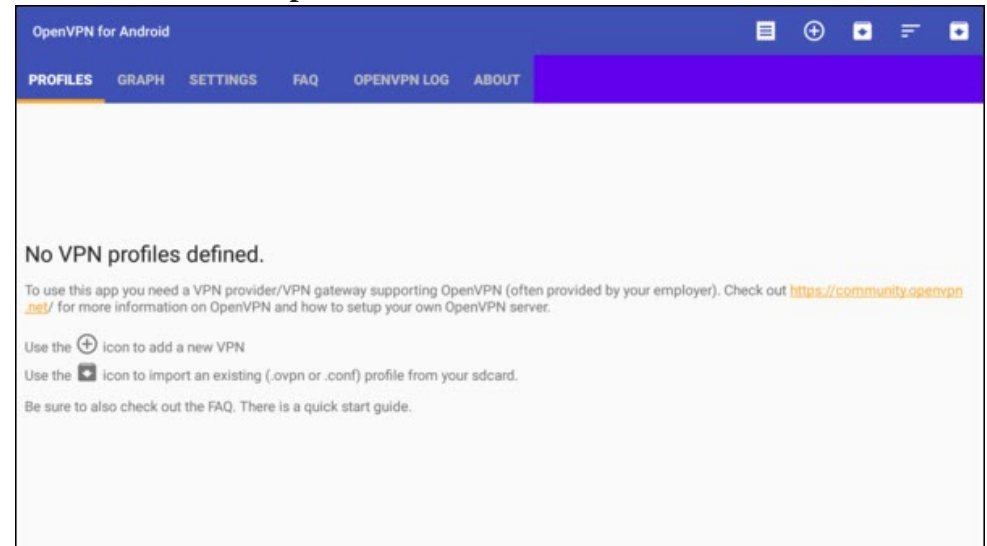 OpenVPN for Android
PROFILES GRAPH SETTINGS FAQ OPENVPN LOG ABOUT
No VPN profiles defined.
To use this app you need a VPN provider/VPN gateway supporting OpenVPN (often provided by your employer). Check out https://community.openvpn
.net/ for more information on OpenVPN and how to setup your own OpenVPN server.
Use the icon to add a new VPN
Use the icon to import an existing (.ovpn or .conf) profile from your sdcard.
Be sure to also check out the FAQ. There is a quick start guide.